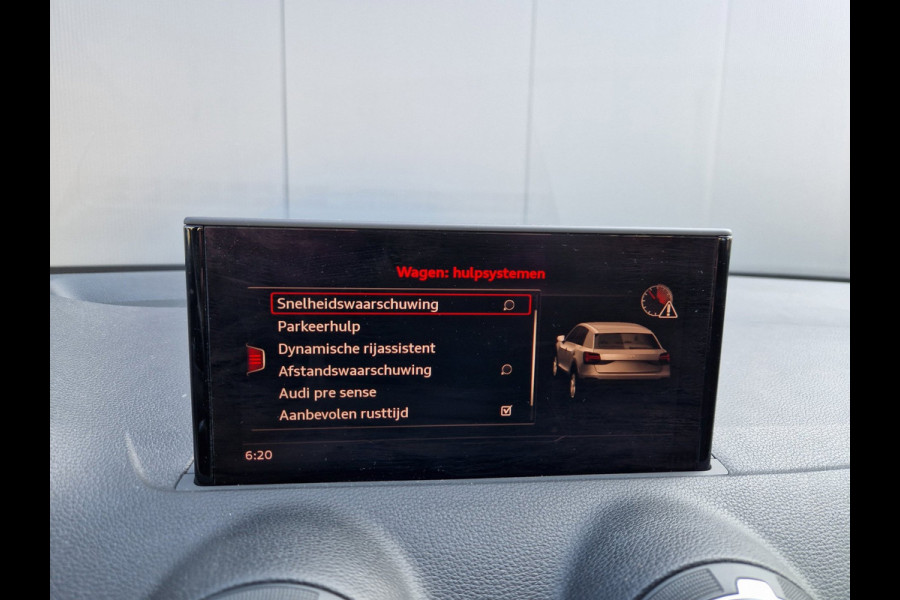 Wagen: hulpsystemen
Snelheidswaarschuwing
Parkeerhulp
Dynamische rijassistent
Afstandswaarschuwing
Audi pre sense
Aanbevolen rusttijd
6:20